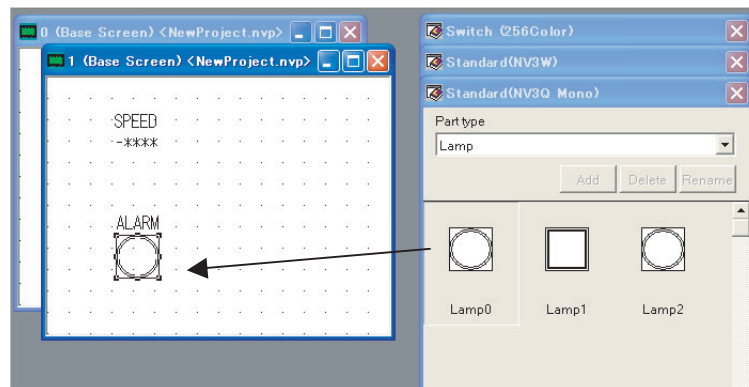 0 (Base Screen) <NewProject.nvp>
1 (Base Screen) <NewProject.nvp>
SPEED
-****
ALARM
Switch (256Color)
Standard(NV3W)
Standard(NV3Q Mono)
Part type
Lamp
Add Delete Rename
Lamp0 Lamp1 Lamp2